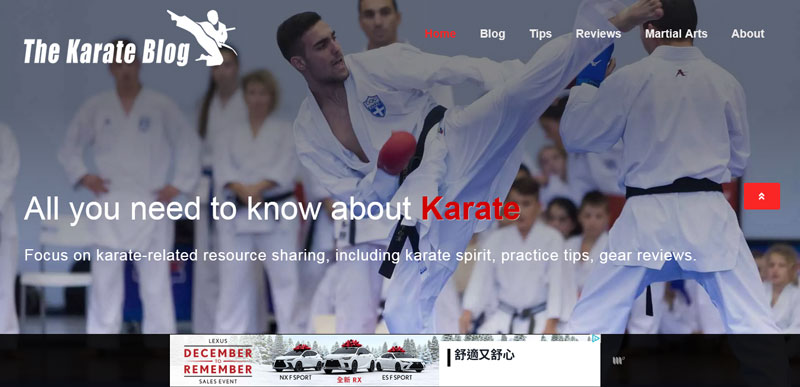 The Karate Blog
Home Blog Tips Reviews Martial Arts About
All you need to know about Karate
Focus on karate-related resource sharing, including karate spirit, practice tips, gear reviews.
LEXUS
DECEMBER
TO
REMEMBER
SALES EVENT
NX F SPORT
全新 RX
ES F SPORT
舒適又舒心